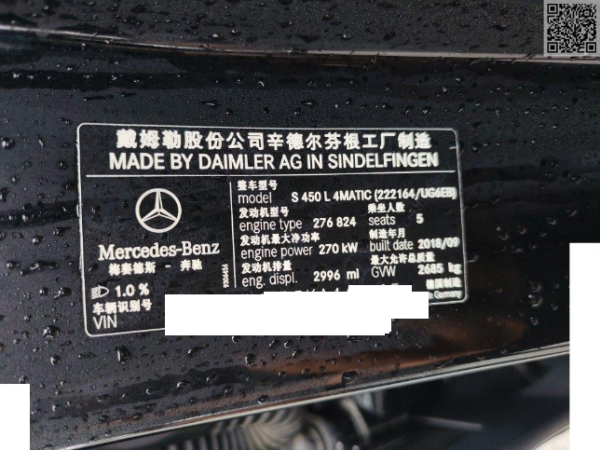 戴姆勒股份公司辛德尔芬根工厂制造
MADE BY DAIMLER AG IN SINDELFINGEN
Mercedes-Benz
梅赛德斯-奔驰
1.0 %
车辆识别号
VIN
整车型号
model S 450 L 4MATIC (222164/UG6EB)
发动机型号 乘坐人数
engine type 276 824 seats 5
发动机最大净功率 制造年月
engine power 270 kW built date 2018/09
发动机排量 最大允许总质量
eng. displ. 2996 ml GVW 2685 kg
德国制造
Germany